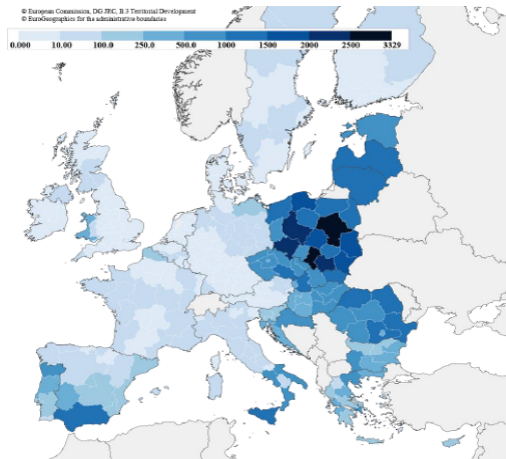 © European Commission, DG JRC, B.3 Territorial Development
© EuroGeographics for the administrative boundaries
0.000 10.00 100.0 250.0 500.0 1000 1500 2000 2500 3329